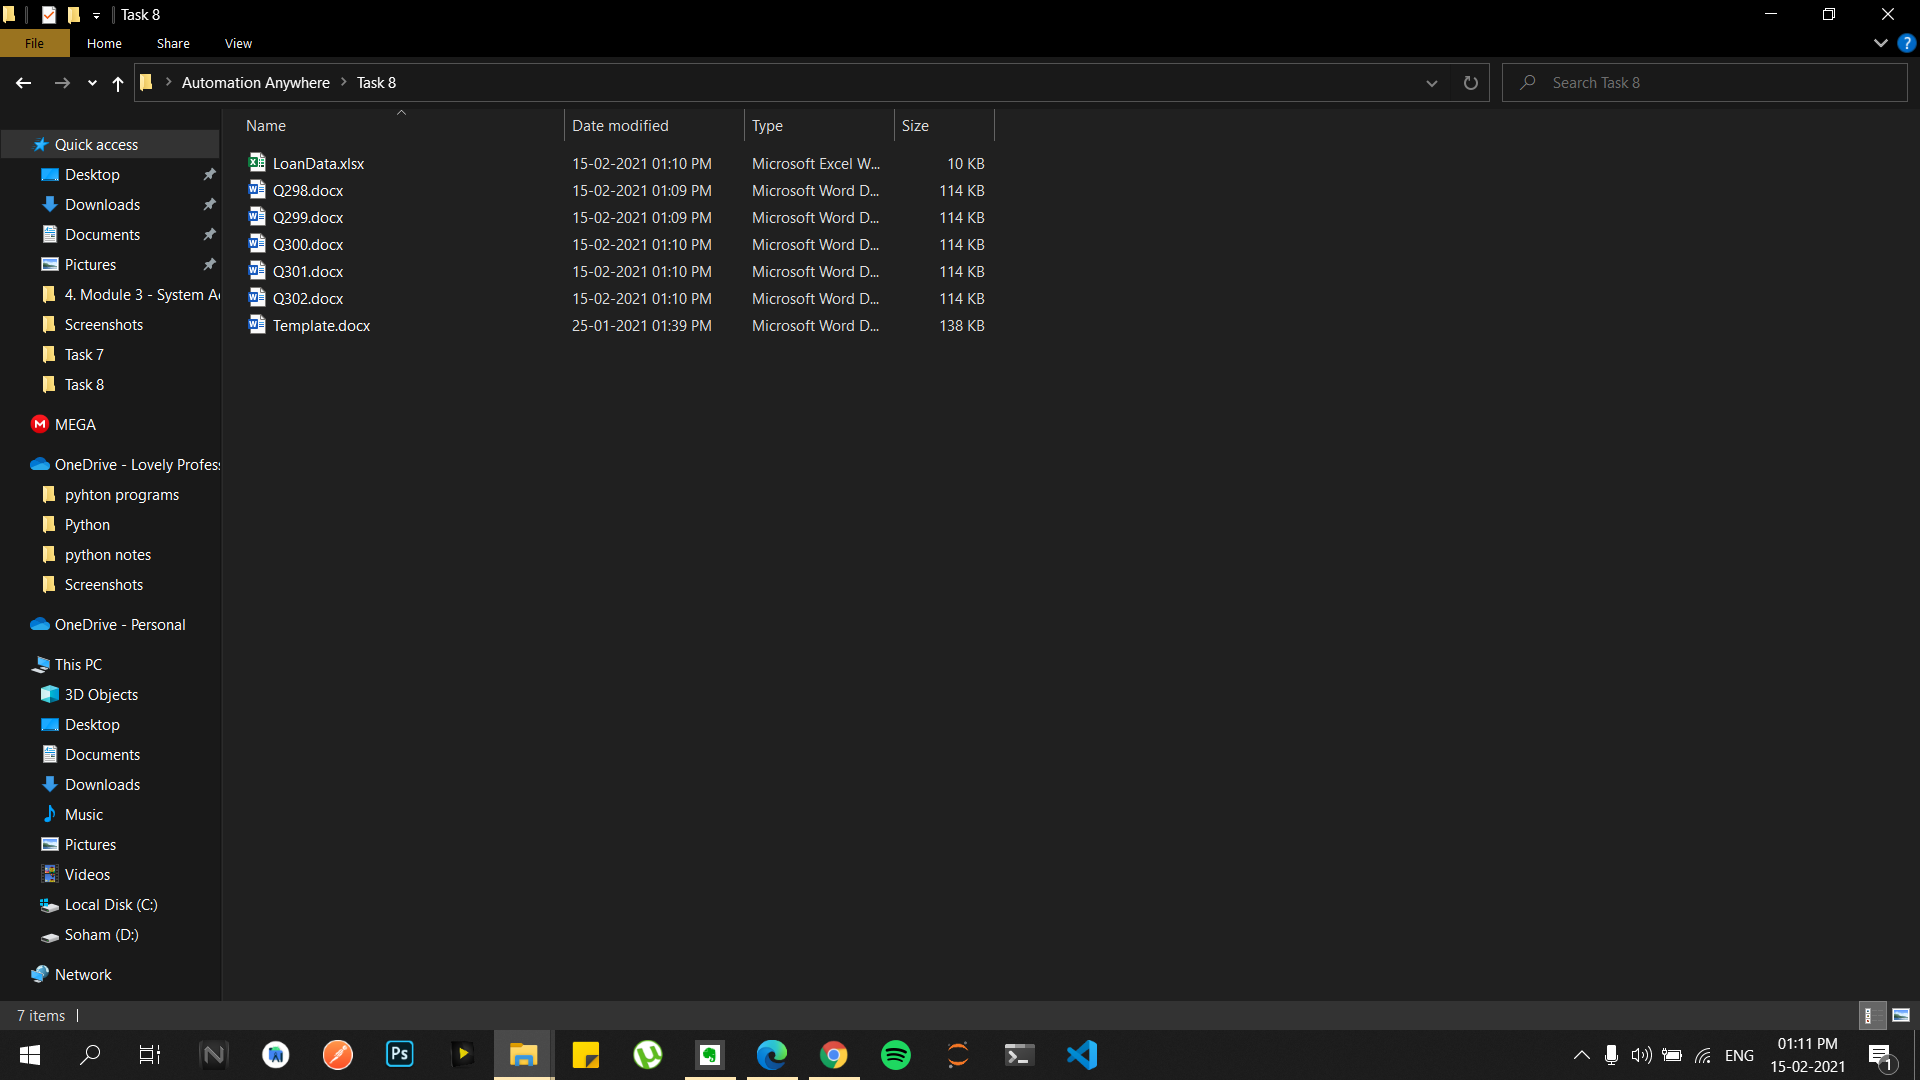 Task 8
File Home Share View
Automation Anywhere Task 8
Search Task 8
Name Date modified Type Size
LoanData.xlsx 15-02-2021 01:10 PM Microsoft Excel W... 10 KB
Q298.docx 15-02-2021 01:09 PM Microsoft Word D... 114 KB
Q299.docx 15-02-2021 01:09 PM Microsoft Word D... 114 KB
Q300.docx 15-02-2021 01:10 PM Microsoft Word D... 114 KB
Q301.docx 15-02-2021 01:10 PM Microsoft Word D... 114 KB
Q302.docx 15-02-2021 01:10 PM Microsoft Word D... 114 KB
Template.docx 25-01-2021 01:39 PM Microsoft Word D... 138 KB
Quick access
Desktop
Downloads
Documents
Pictures
4. Module 3 - System A
Screenshots
Task 7
Task 8
MEGA
OneDrive - Lovely Profes
pyhton programs
Python
python notes
Screenshots
OneDrive - Personal
This PC
3D Objects
Desktop
Documents
Downloads
Music
Pictures
Videos
Local Disk (C:)
Soham (D:)
Network
7 items
Ps
ENG
01:11 PM
15-02-2021
1